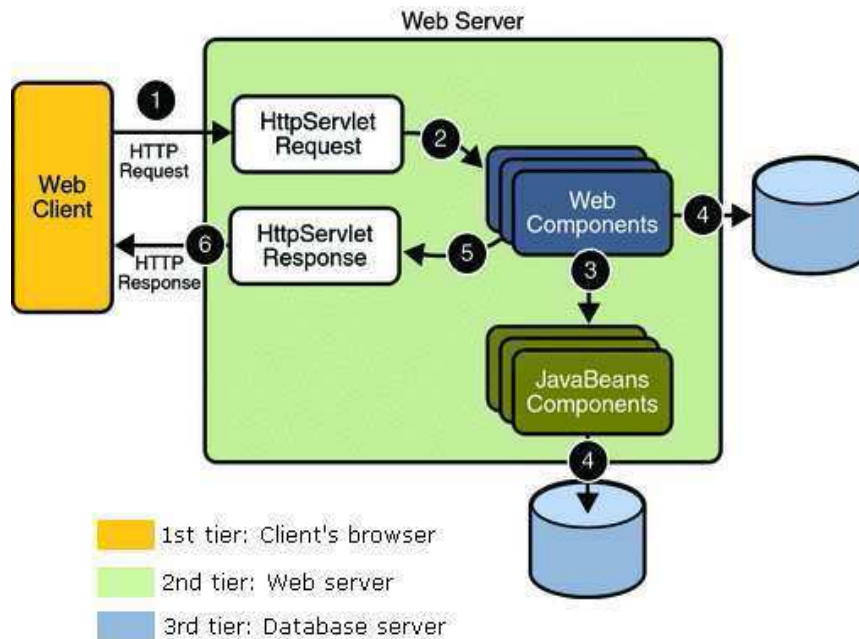 Web Server
1
HTTP
Request
HttpServlet
Request
2
Web
Client
Web
Components
4
6
HTTP
Response
HttpServlet
Response
5
3
JavaBeans
Components
4
1st tier: Client's browser
2nd tier: Web server
3rd tier: Database server